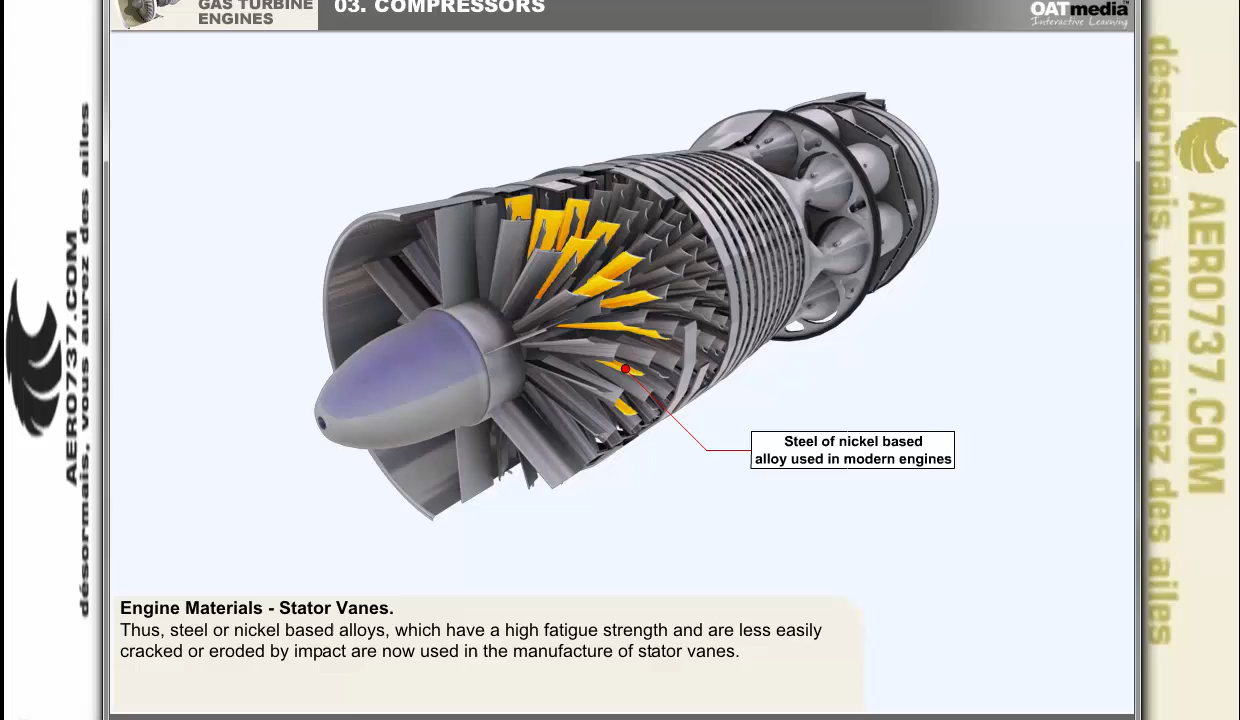 GAS TURBINE
ENGINES
03. COMPRESSORS
OATmedia™
Interactive Learning
désormais, vous aurez des ailes
AERO737.COM
Steel of nickel based
alloy used in modern engines
Engine Materials - Stator Vanes.
Thus, steel or nickel based alloys, which have a high fatigue strength and are less easily
cracked or eroded by impact are now used in the manufacture of stator vanes.
désormais, vous aurez des ailes
AERO737.COM